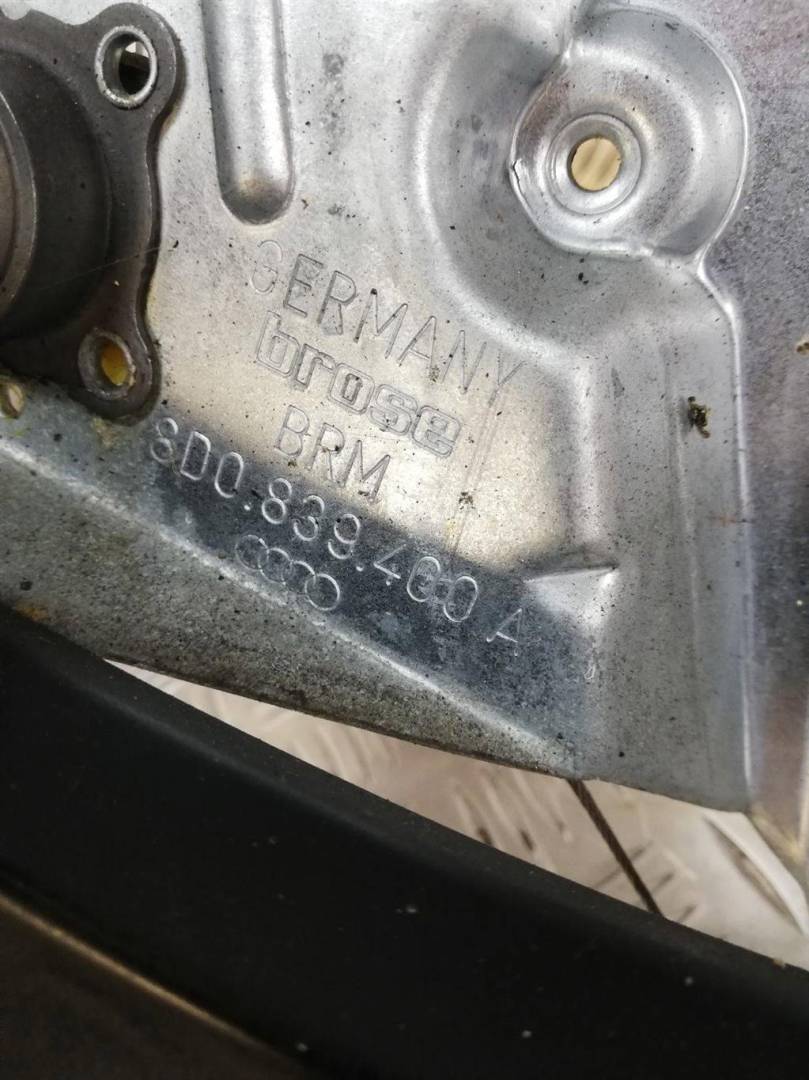 GERMANY
brose
BRM
8D0.839.400 A